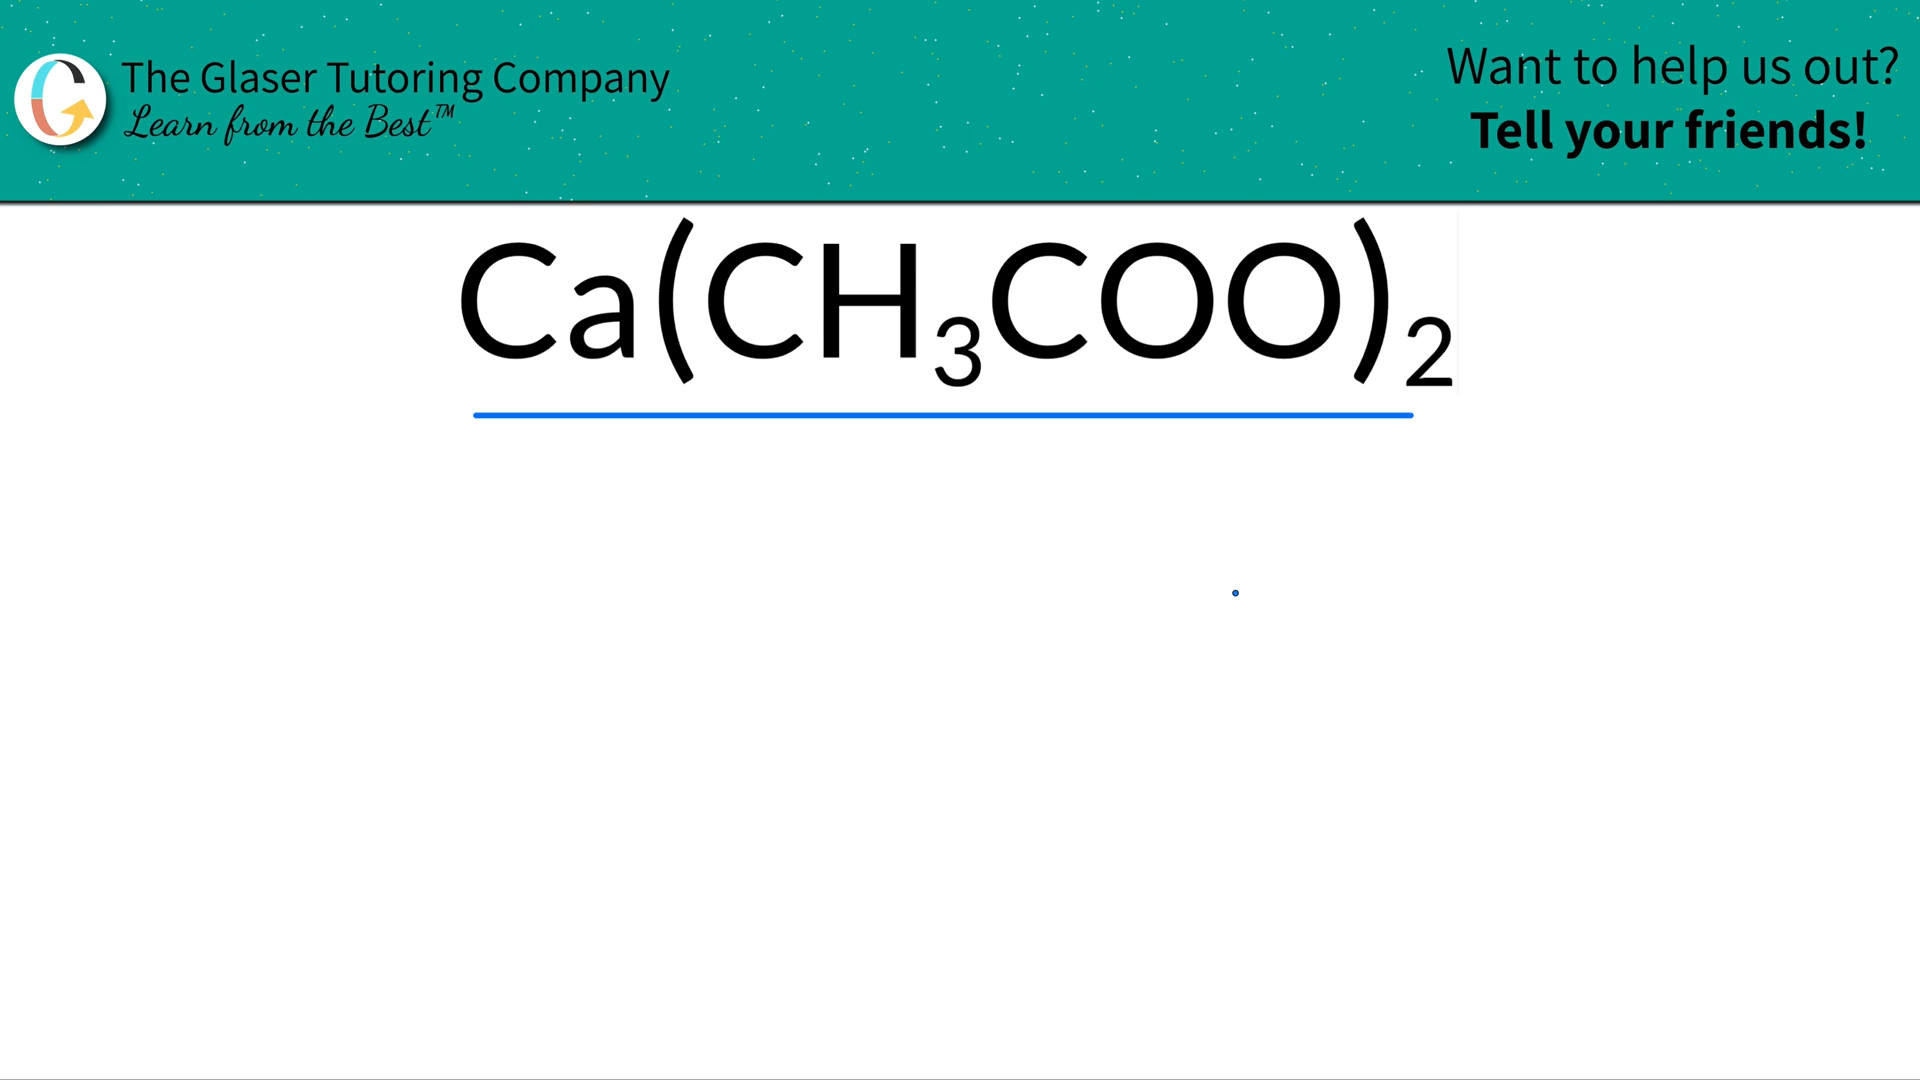 The Glaser Tutoring Company
Learn from the Best™
Want to help us out?
Tell your friends!
Ca(CH₃COO)₂